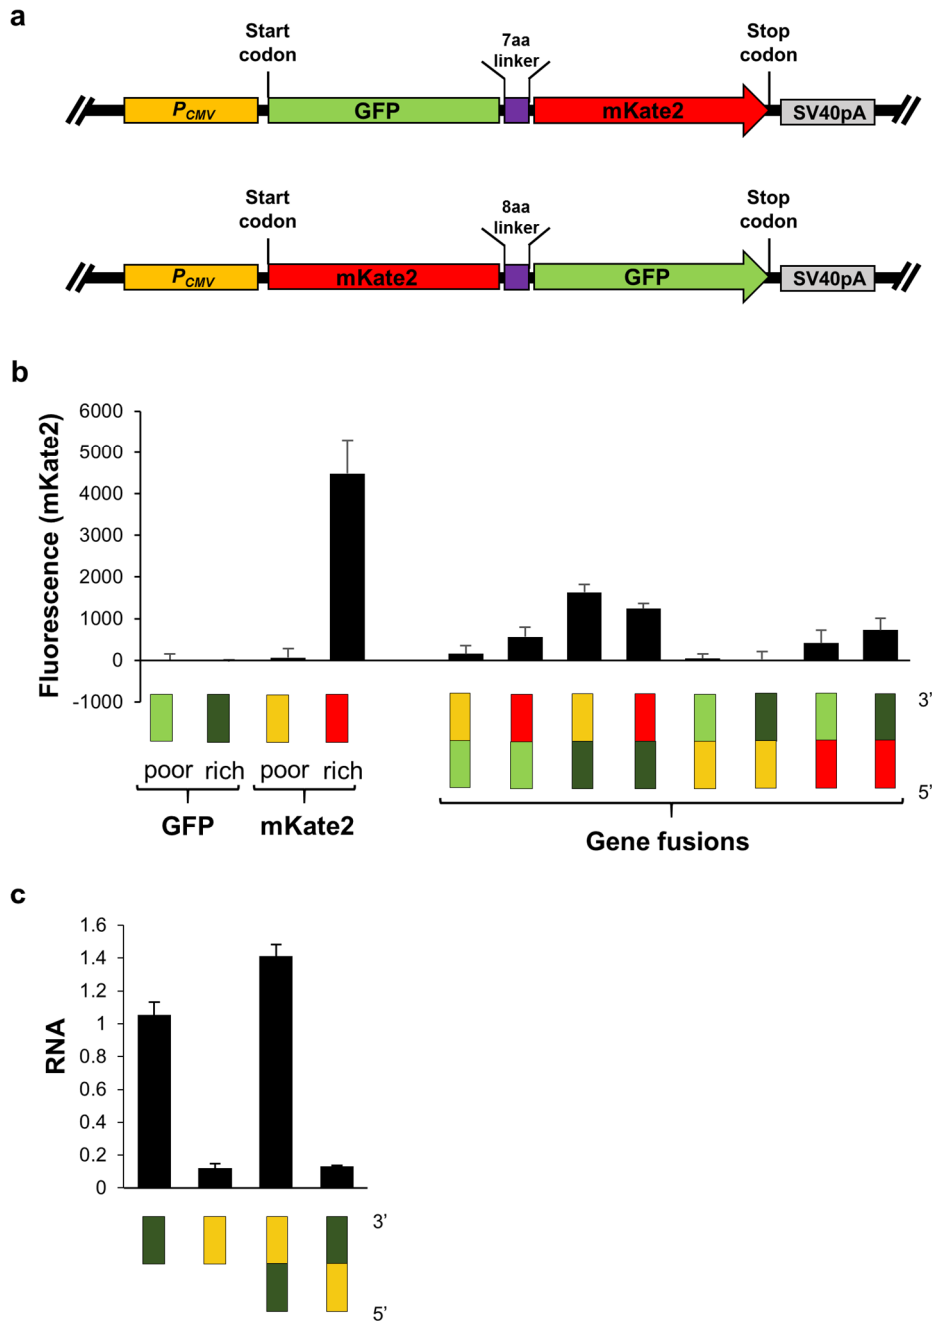 a
Start
codon
7aa
linker
Stop
codon
PCMV
GFP
mKate2
SV40pA
Start
codon
8aa
linker
Stop
codon
PCMV
mKate2
GFP
SV40pA
b
Fluorescence (mKate2)
6000
5000
4000
3000
2000
1000
0
-1000
3’
5’
poor rich poor rich
GFP mKate2
Gene fusions
c
RNA
1.6
1.4
1.2
1
0.8
0.6
0.4
0.2
0
3’
5’